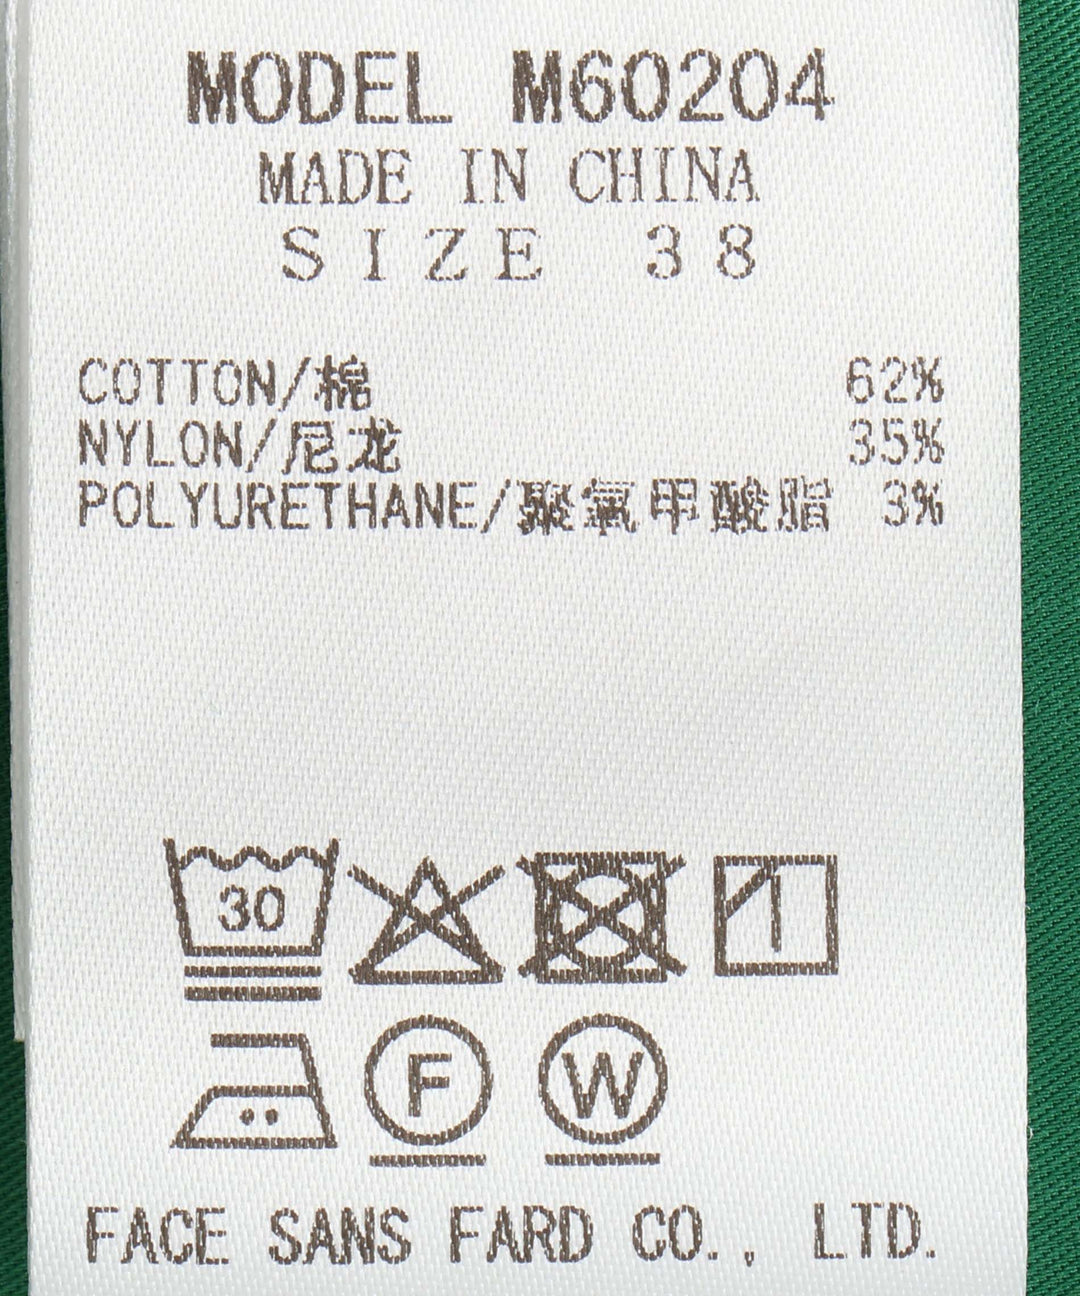 MODEL M60204
MADE IN CHINA
SIZE 38
COTTON/棉 62%
NYLON/尼龙 35%
POLYURETHANE/聚氧甲酸脂 3%
30
F
W
FACE SANS FARD CO., LTD.